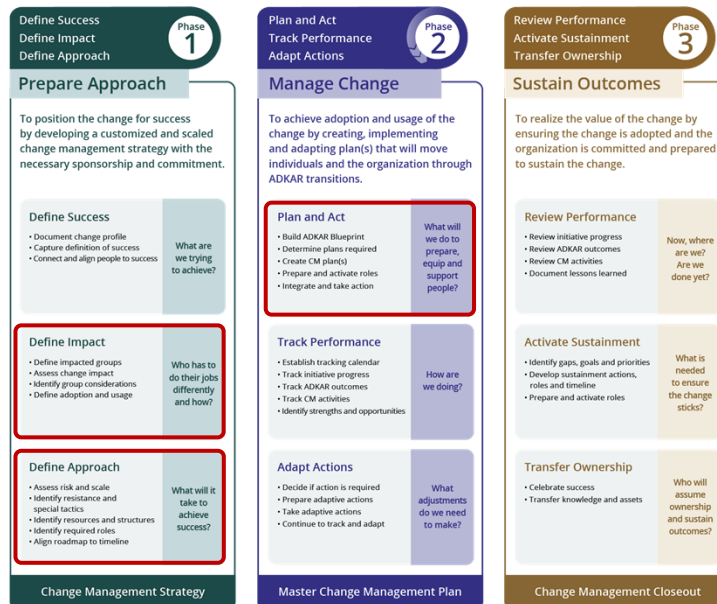 Define Success
Define Impact
Define Approach
Phase
1
Prepare Approach
To position the change for success
by developing a customized and scaled
change management strategy with the
necessary sponsorship and commitment.
Define Success
• Document change profile
• Capture definition of success
• Connect and align people to success
What are
we trying
to achieve?
Define Impact
• Define impacted groups
• Assess change impact
• Identify group considerations
• Define adoption and usage
Who has to
do their jobs
differently
and how?
Define Approach
• Assess risk and scale
• Identify resistance and
special tactics
• Identify resources and structures
• Identify required roles
• Align roadmap to timeline
What will it
take to
achieve
success?
Change Management Strategy
Plan and Act
Track Performance
Adapt Actions
Phase
2
Manage Change
To achieve adoption and usage of the
change by creating, implementing
and adapting plan(s) that will move
individuals and the organization through
ADKAR transitions.
Plan and Act
• Build ADKAR Blueprint
• Determine plans required
• Create CM plan(s)
• Prepare and activate roles
• Integrate and take action
What will
we do to
prepare,
equip and
support
people?
Track Performance
• Establish tracking calendar
• Track initiative progress
• Track ADKAR outcomes
• Track CM activities
• Identify strengths and opportunities
How are
we doing?
Adapt Actions
• Decide if action is required
• Prepare adaptive actions
• Take adaptive actions
• Continue to track and adapt
What
adjustments
do we need
to make?
Master Change Management Plan
Review Performance
Activate Sustainment
Transfer Ownership
Phase
3
Sustain Outcomes
To realize the value of the change by
ensuring the change is adopted and the
organization is committed and prepared
to sustain the change.
Review Performance
• Review initiative progress
• Review ADKAR outcomes
• Review CM activities
• Document lessons learned
Now, where
are we?
Are we
done yet?
Activate Sustainment
• Identify gaps, goals and priorities
• Develop sustainment actions,
roles and timeline
• Prepare and activate roles
What is
needed
to ensure
the change
sticks?
Transfer Ownership
• Celebrate success
• Transfer knowledge and assets
Who will
assume
ownership
and sustain
outcomes?
Change Management Closeout